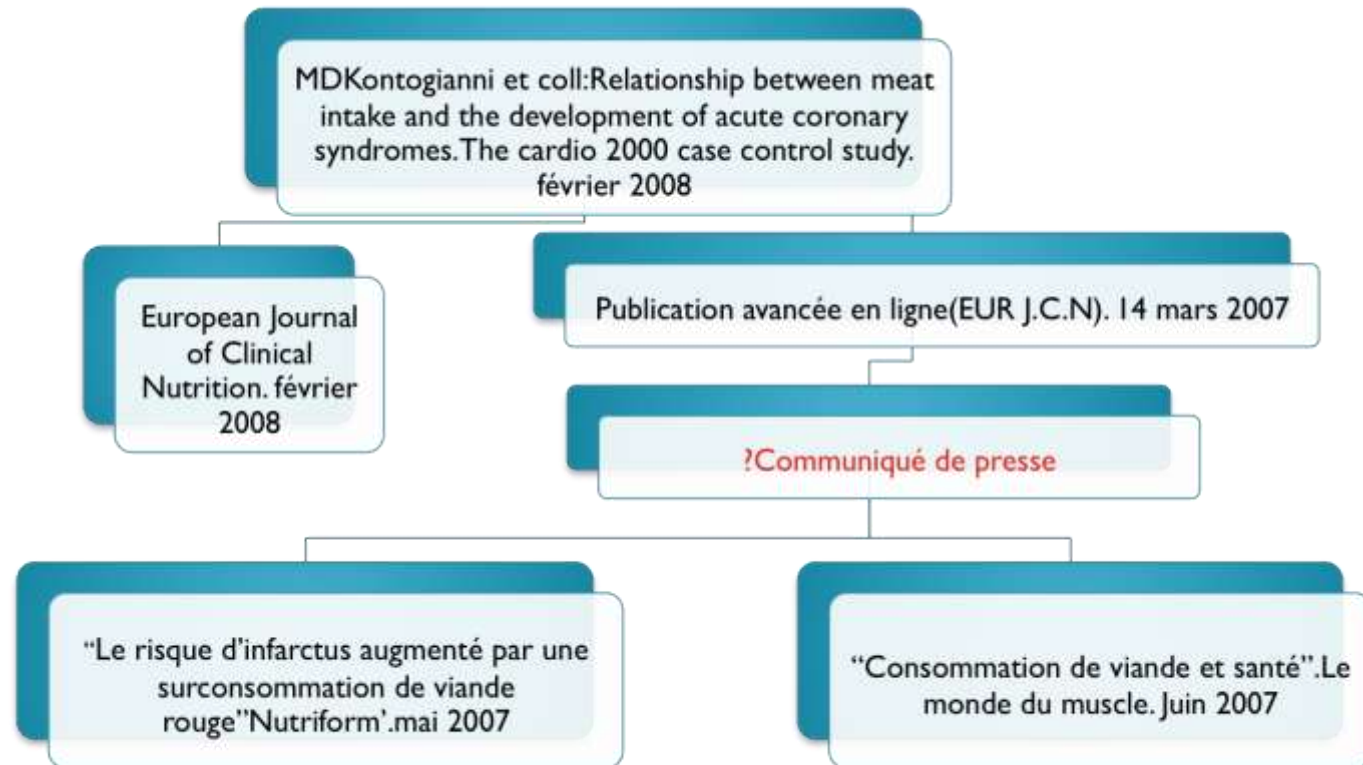 MDKontogianni et coll:Relationship between meat
intake and the development of acute coronary
syndromes.The cardio 2000 case control study.
février 2008
European Journal
of Clinical
Nutrition. février
2008
Publication avancée en ligne(EUR J.C.N). 14 mars 2007
?Communiqué de presse
“Le risque d’infarctus augmenté par une
surconsommation de viande
rouge”Nutriform’.mai 2007
“Consommation de viande et santé”.Le
monde du muscle. Juin 2007